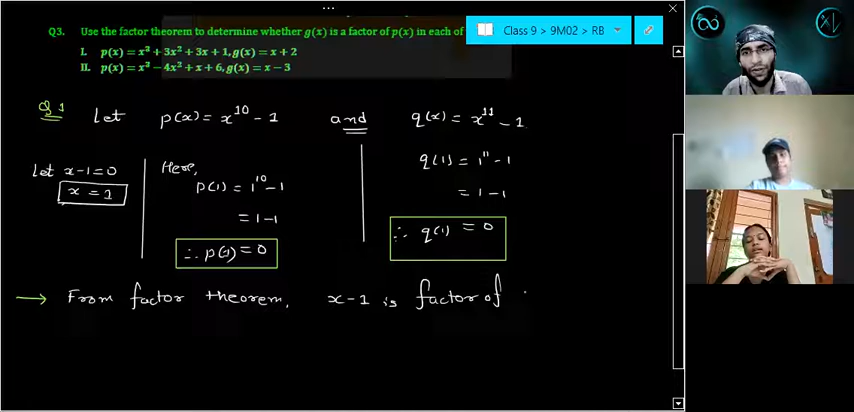 Q3. Use the factor theorem to determine whether g(x) is a factor of p(x) in each of
Class 9 > 9M02 > RB
I. p(x) = x³ + 3x² + 3x + 1, g(x) = x + 2
II. p(x) = x³ − 4x² + x + 6, g(x) = x − 3
Q1 Let p(x) = x¹⁰ − 1 and q(x) = x¹¹ − 1
Let x-1=0
x = 1
Here,
p(1) = 1¹⁰-1
= 1-1
∴ p(1) = 0
q(1) = 1¹¹ - 1
= 1-1
∴ q(1) = 0
→ From factor theorem, x-1 is factor of